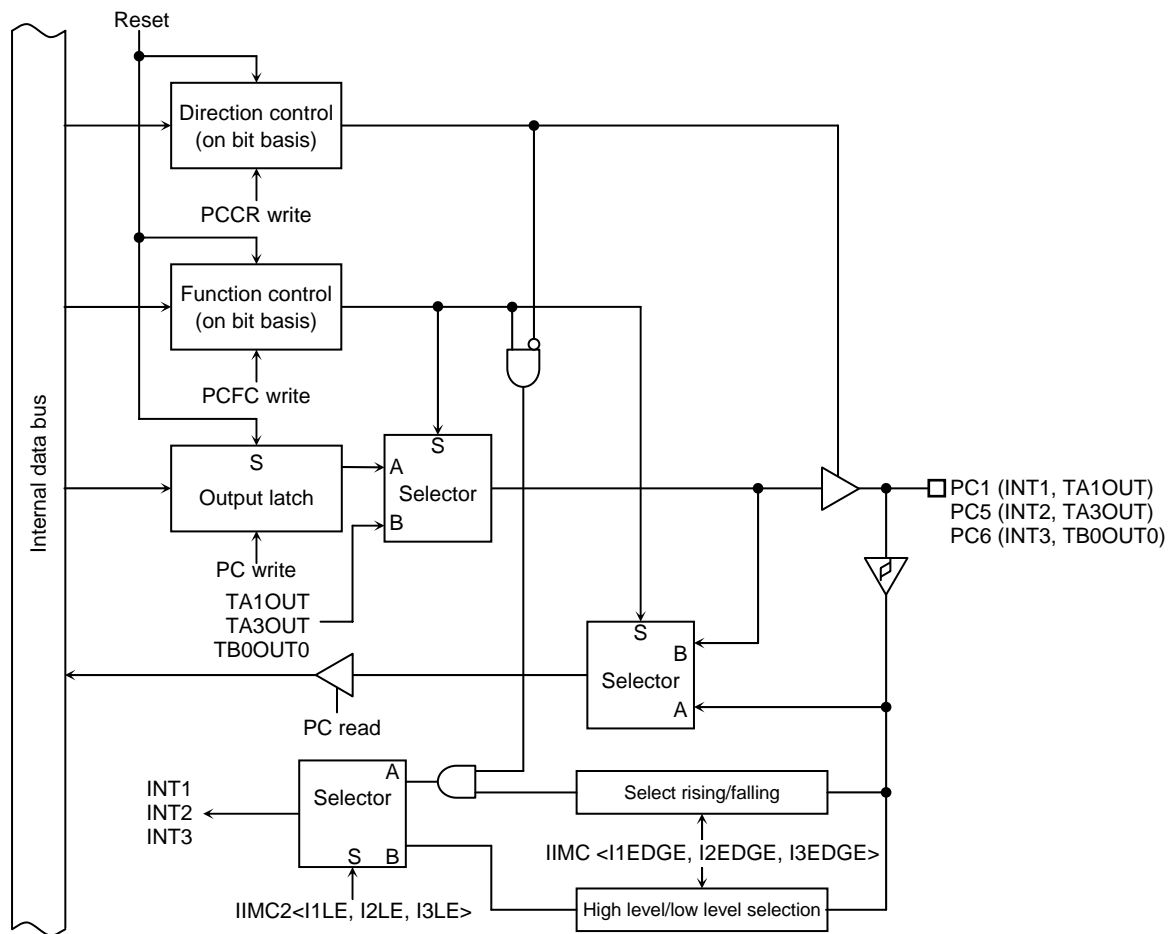 Reset
Direction control
(on bit basis)
PCCR write
Function control
(on bit basis)
PCFC write
S
Output latch
PC write
S
A
Selector
B
TA1OUT
TA3OUT
TB0OUT0
Internal data bus
PC1 (INT1, TA1OUT)
PC5 (INT2, TA3OUT)
PC6 (INT3, TB0OUT0)
S
B
Selector
A
PC read
A
Selector
S
B
INT1
INT2
INT3
Select rising/falling
IIMC <I1EDGE, I2EDGE, I3EDGE>
IIMC2<I1LE, I2LE, I3LE>
High level/low level selection